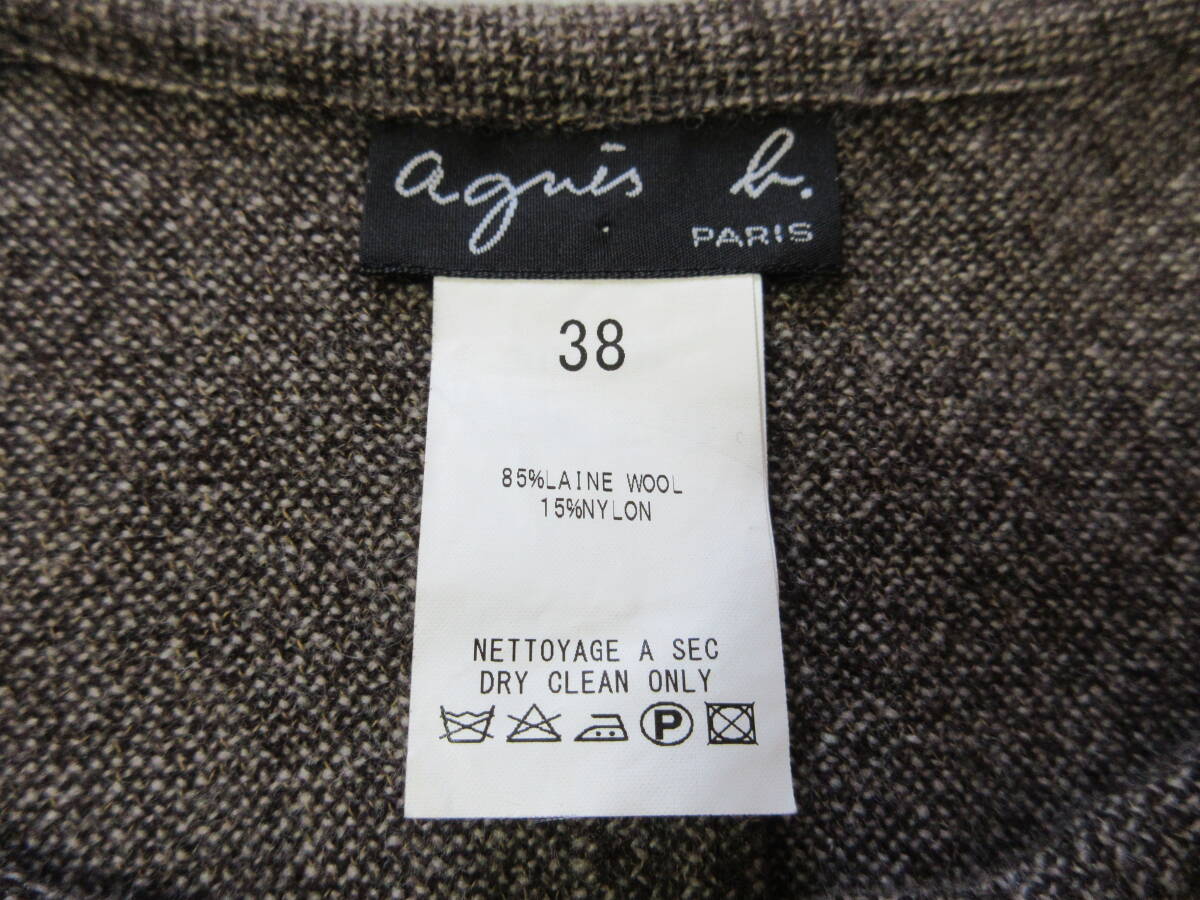 agnès b.
PARIS
38
85%LAINE WOOL
15%NYLON
NETTOYAGE A SEC
DRY CLEAN ONLY
P